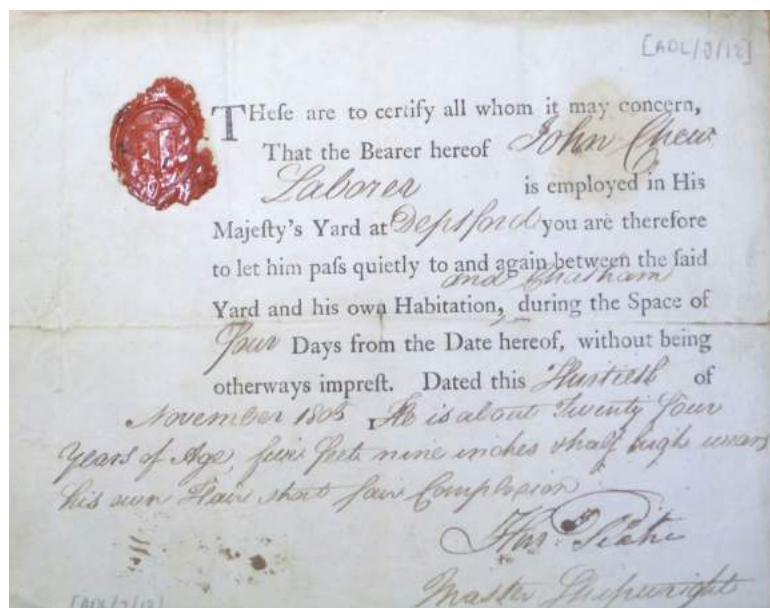 [ADL/J/12]
THeſe are to certify all whom it may concern,
That the Bearer hereof John Chew
Laborer is employed in His
Majeſty's Yard at Deptford you are therefore
to let him paſs quietly to and again between the ſaid
and Chatham
Yard and his own Habitation, during the Space of
four Days from the Date hereof, without being
otherways impreſt. Dated this thirtieth of
November 1803 He is about Twenty four
Years of Age, five feet nine inches & half high wears
his own Hair short fair Complexion
Thos. 
Master Shipwright
[ADL/J/12]